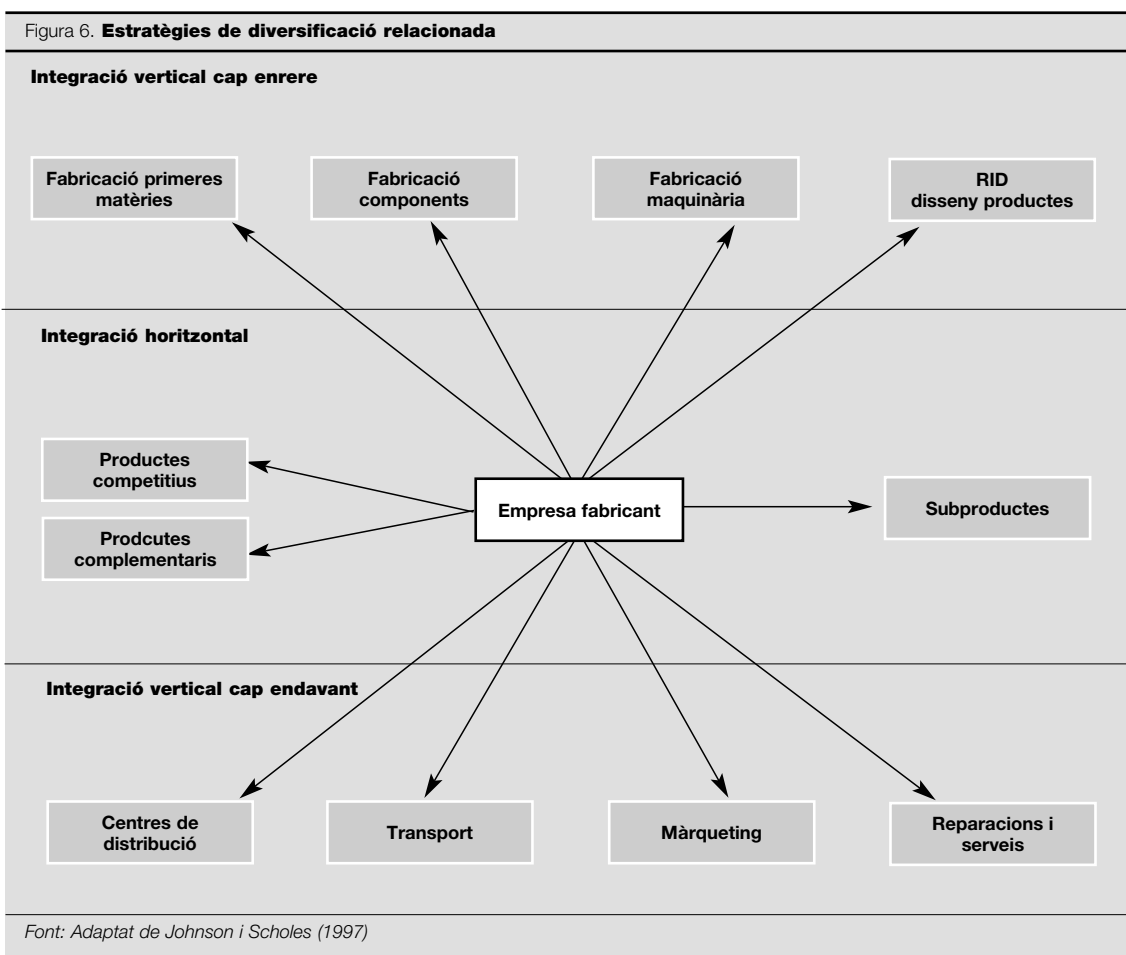 Figura 6. Estratègies de diversificació relacionada
Integració vertical cap enrere
Fabricació primeres
matèries
Fabricació
components
Fabricació
maquinària
RID
disseny productes
Integració horitzontal
Productes
competitius
Prodcutes
complementaris
Empresa fabricant
Subproductes
Integració vertical cap endavant
Centres de
distribució
Transport
Màrqueting
Reparacions i
serveis
Font: Adaptat de Johnson i Scholes (1997)